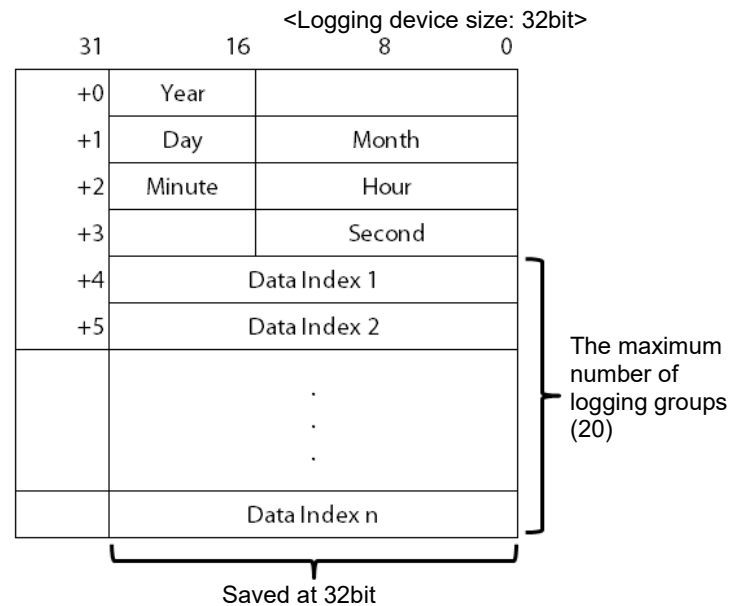 <Logging device size: 32bit>
31 16 8 0
+0 Year
+1 Day Month
+2 Minute Hour
+3 Second
+4 Data Index 1
+5 Data Index 2
.
.
.
Data Index n
The maximum
number of
logging groups
(20)
Saved at 32bit